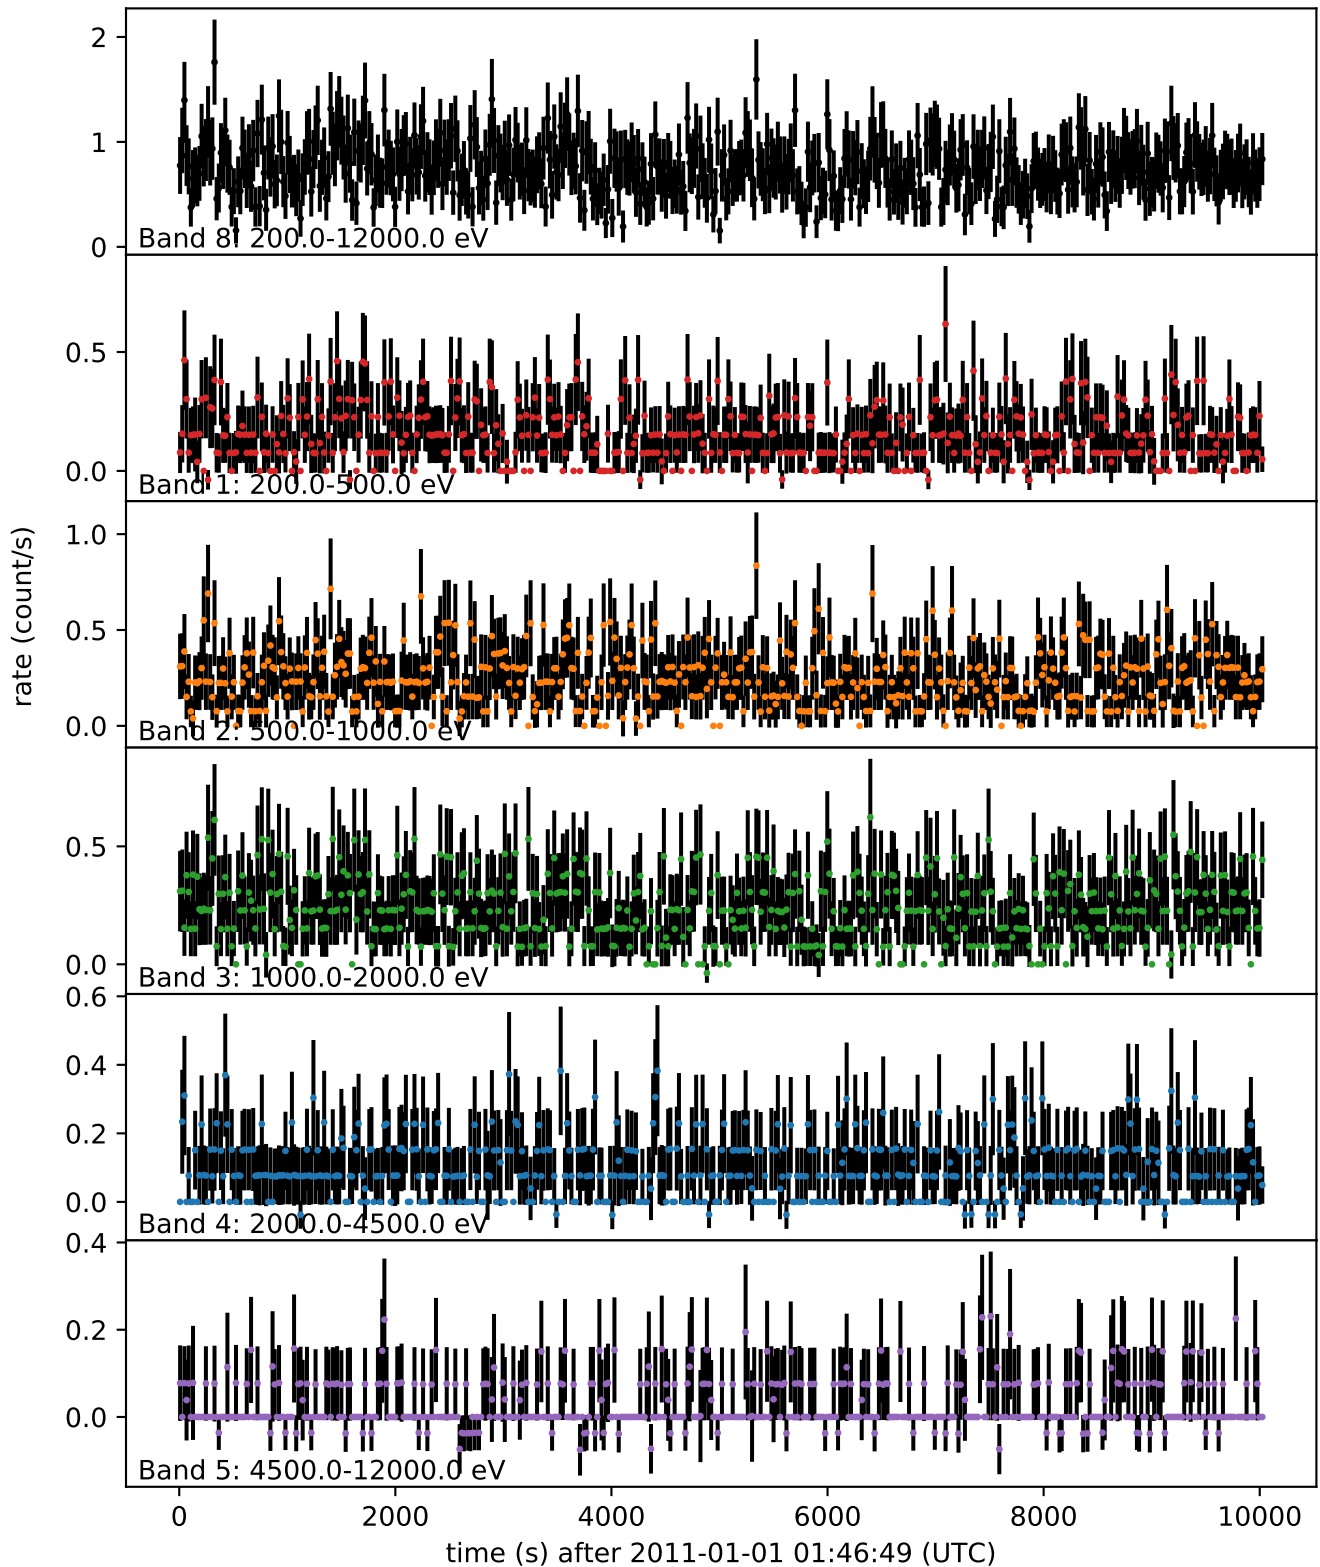 2
1
0
Band 8: 200.0-12000.0 eV
0.5
0.0
Band 1: 200.0-500.0 eV
1.0
0.5
0.0
Band 2: 500.0-1000.0 eV
rate (count/s)
0.5
0.0
Band 3: 1000.0-2000.0 eV
0.6
0.4
0.2
0.0
Band 4: 2000.0-4500.0 eV
0.4
0.2
0.0
Band 5: 4500.0-12000.0 eV
0 2000 4000 6000 8000 10000
time (s) after 2011-01-01 01:46:49 (UTC)